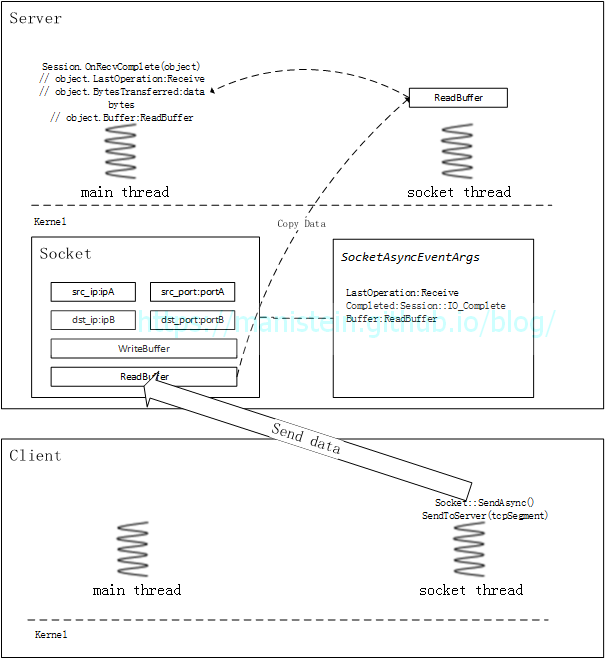 Server
Session.OnRecvComplete(object)
// object.LastOperation:Receive
// object.BytesTransferred:data
bytes
// object.Buffer:ReadBuffer
ReadBuffer
main thread
socket thread
Kernel
Copy Data
Socket
SocketAsyncEventArgs
src_ip:ipA
src_port:portA
LastOperation:Receive
Completed:Session::IO_Complete
Buffer:ReadBuffer
dst_ip:ipB
dst_port:portB
https://manistein.github.io/blog/
WriteBuffer
ReadBuffer
Send data
Client
Socket::SendAsync()
SendToServer(tcpSegment)
main thread
socket thread
Kernel